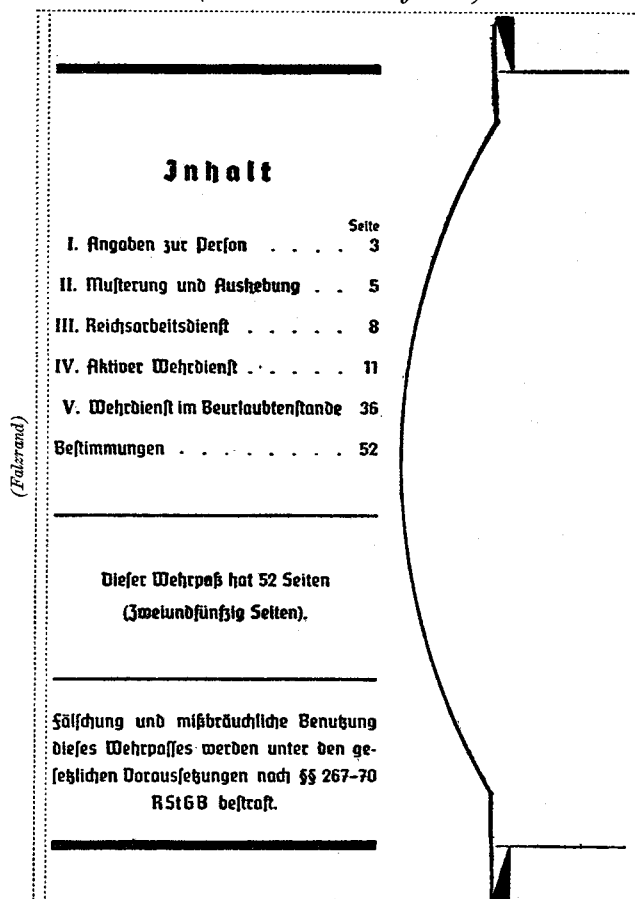 Inhalt
Seite
I. Angaben zur Person . . . . 3
II. Musterung und Aushebung . . 5
III. Reichsarbeitsdienst . . . . . 8
IV. Aktiver Wehrdienst . . . . . 11
V. Wehrdienst im Beurlaubtenstande 36
Bestimmungen . . . . . . . . 52
(Falzrand)
Dieser Wehrpaß hat 52 Seiten
(Zweiundfünfzig Seiten).
Fälschung und mißbräuchliche Benutzung
dieses Wehrpasses werden unter den ge-
setzlichen Voraussetzungen nach §§ 267-70
RStGB bestraft.